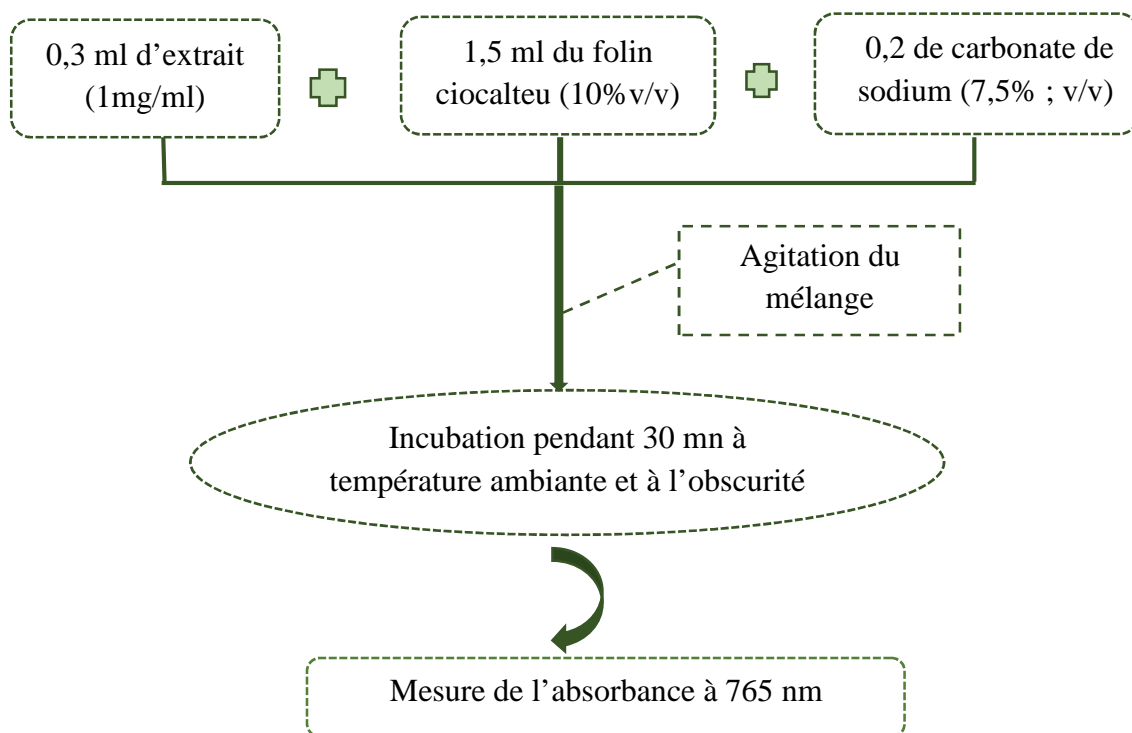 0,3 ml d’extrait
(1mg/ml)
1,5 ml du folin
ciocalteu (10%v/v)
0,2 de carbonate de
sodium (7,5% ; v/v)
Agitation du
mélange
Incubation pendant 30 mn à
température ambiante et à l’obscurité
Mesure de l’absorbance à 765 nm